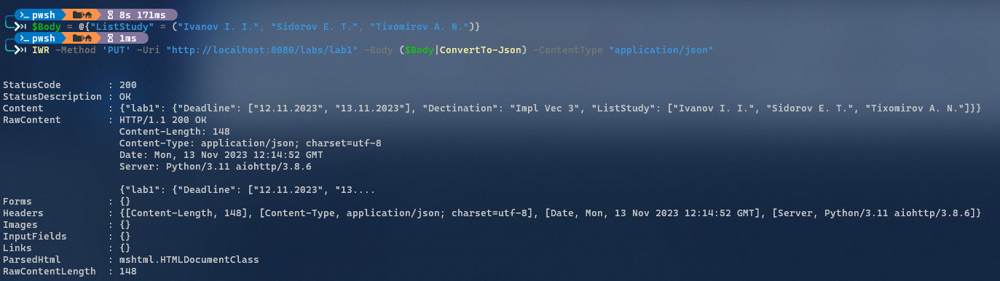 pwsh 8s 171ms
$Body = @{"ListStudy" = ("Ivanov I. I.", "Sidorov E. T.", "Tixomirov A. N.")}
pwsh 1ms
IWR -Method 'PUT' -Uri "http://localhost:8080/labs/lab1" -Body ($Body|ConvertTo-Json) -ContentType "application/json"
StatusCode : 200
StatusDescription : OK
Content : {"lab1": {"Deadline": ["12.11.2023", "13.11.2023"], "Dectination": "Impl Vec 3", "ListStudy": ["Ivanov I. I.", "Sidorov E. T.", "Tixomirov A. N."]}}
RawContent : HTTP/1.1 200 OK
Content-Length: 148
Content-Type: application/json; charset=utf-8
Date: Mon, 13 Nov 2023 12:14:52 GMT
Server: Python/3.11 aiohttp/3.8.6
{"lab1": {"Deadline": ["12.11.2023", "13....
Forms : {}
Headers : {[Content-Length, 148], [Content-Type, application/json; charset=utf-8], [Date, Mon, 13 Nov 2023 12:14:52 GMT], [Server, Python/3.11 aiohttp/3.8.6]}
Images : {}
InputFields : {}
Links : {}
ParsedHtml : mshtml.HTMLDocumentClass
RawContentLength : 148